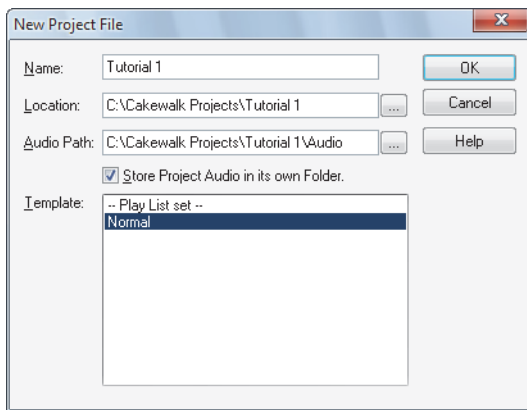 New Project File
Name: Tutorial 1 OK
Location: C:\Cakewalk Projects\Tutorial 1 ... Cancel
Audio Path: C:\Cakewalk Projects\Tutorial 1\Audio ... Help
Store Project Audio in its own Folder.
Template: -- Play List set --
Normal